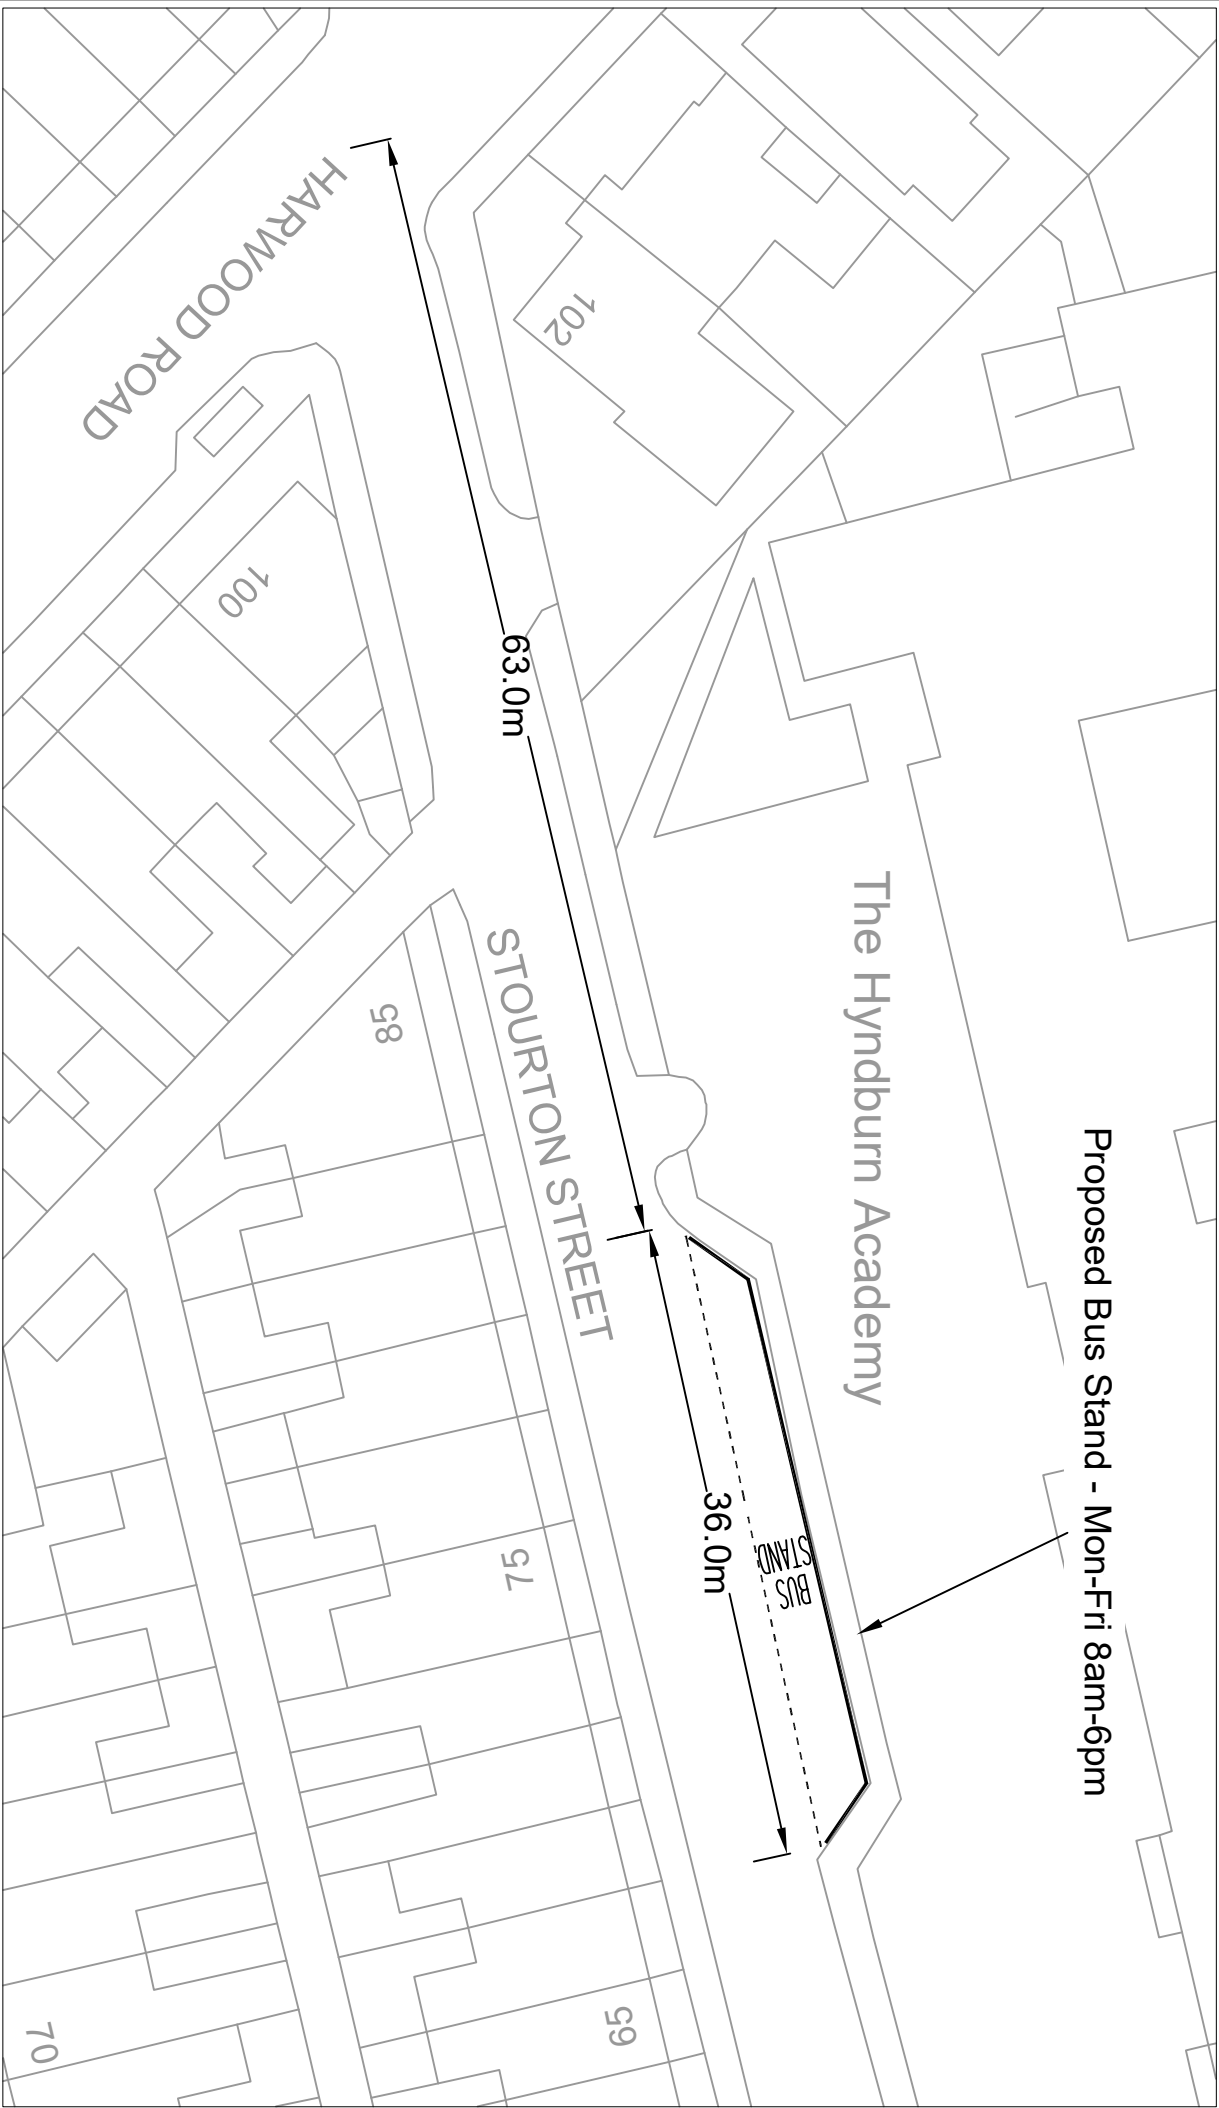 Proposed Bus Stand - Mon-Fri 8am-6pm
The Hyndburn Academy
HARWOOD ROAD
STOURTON STREET
63.0m
36.0m
BUS
STAND
102
100
85
75
65
70